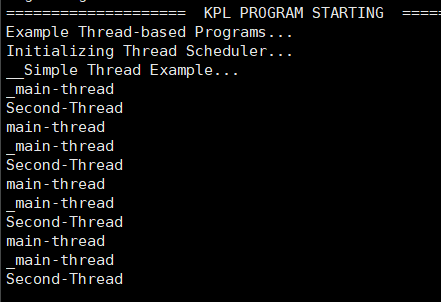 ====================  KPL PROGRAM STARTING  =====
Example Thread-based Programs...
Initializing Thread Scheduler...
__Simple Thread Example...
_main-thread
Second-Thread
main-thread
_main-thread
Second-Thread
main-thread
_main-thread
Second-Thread
main-thread
_main-thread
Second-Thread